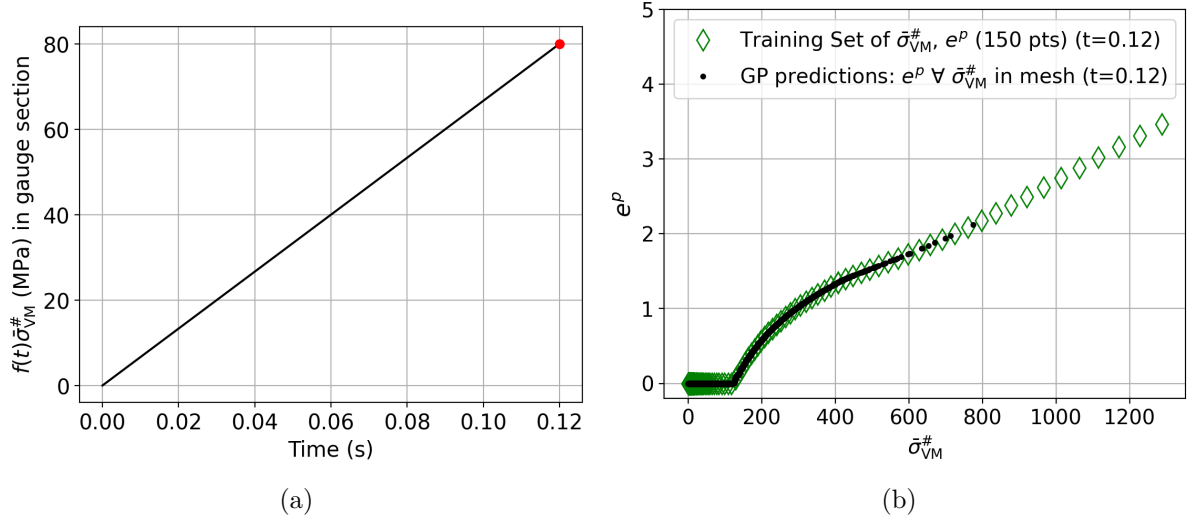 80
60
40
20
0
f(t)σ̄#VM (MPa) in gauge section
0.00 0.02 0.04 0.06 0.08 0.10 0.12
Time (s)
(a)
5
4
3
2
1
0
e^p
Training Set of σ̄#VM, e^p (150 pts) (t=0.12)
GP predictions: e^p ∀ σ̄#VM in mesh (t=0.12)
0 200 400 600 800 1000 1200
σ̄#VM
(b)